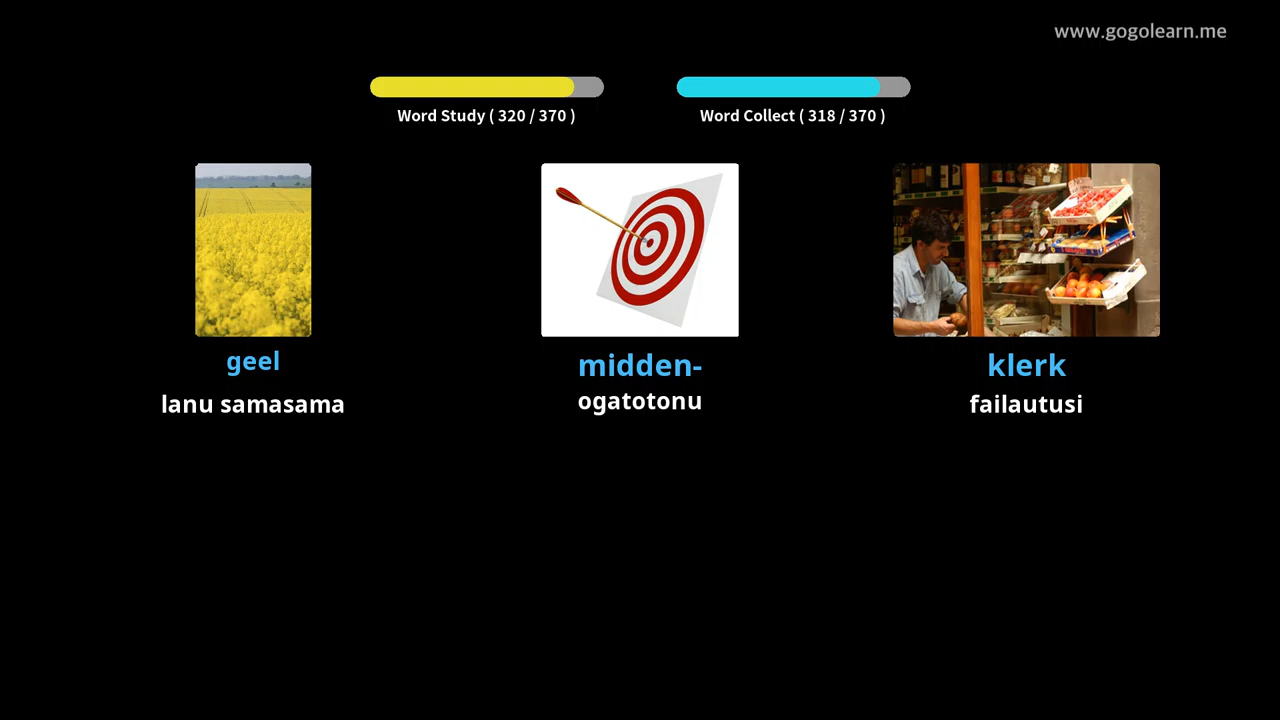 www.gogolearn.me
Word Study ( 320 / 370 )
Word Collect ( 318 / 370 )
geel
lanu samasama
midden-
ogatotonu
klerk
failautusi